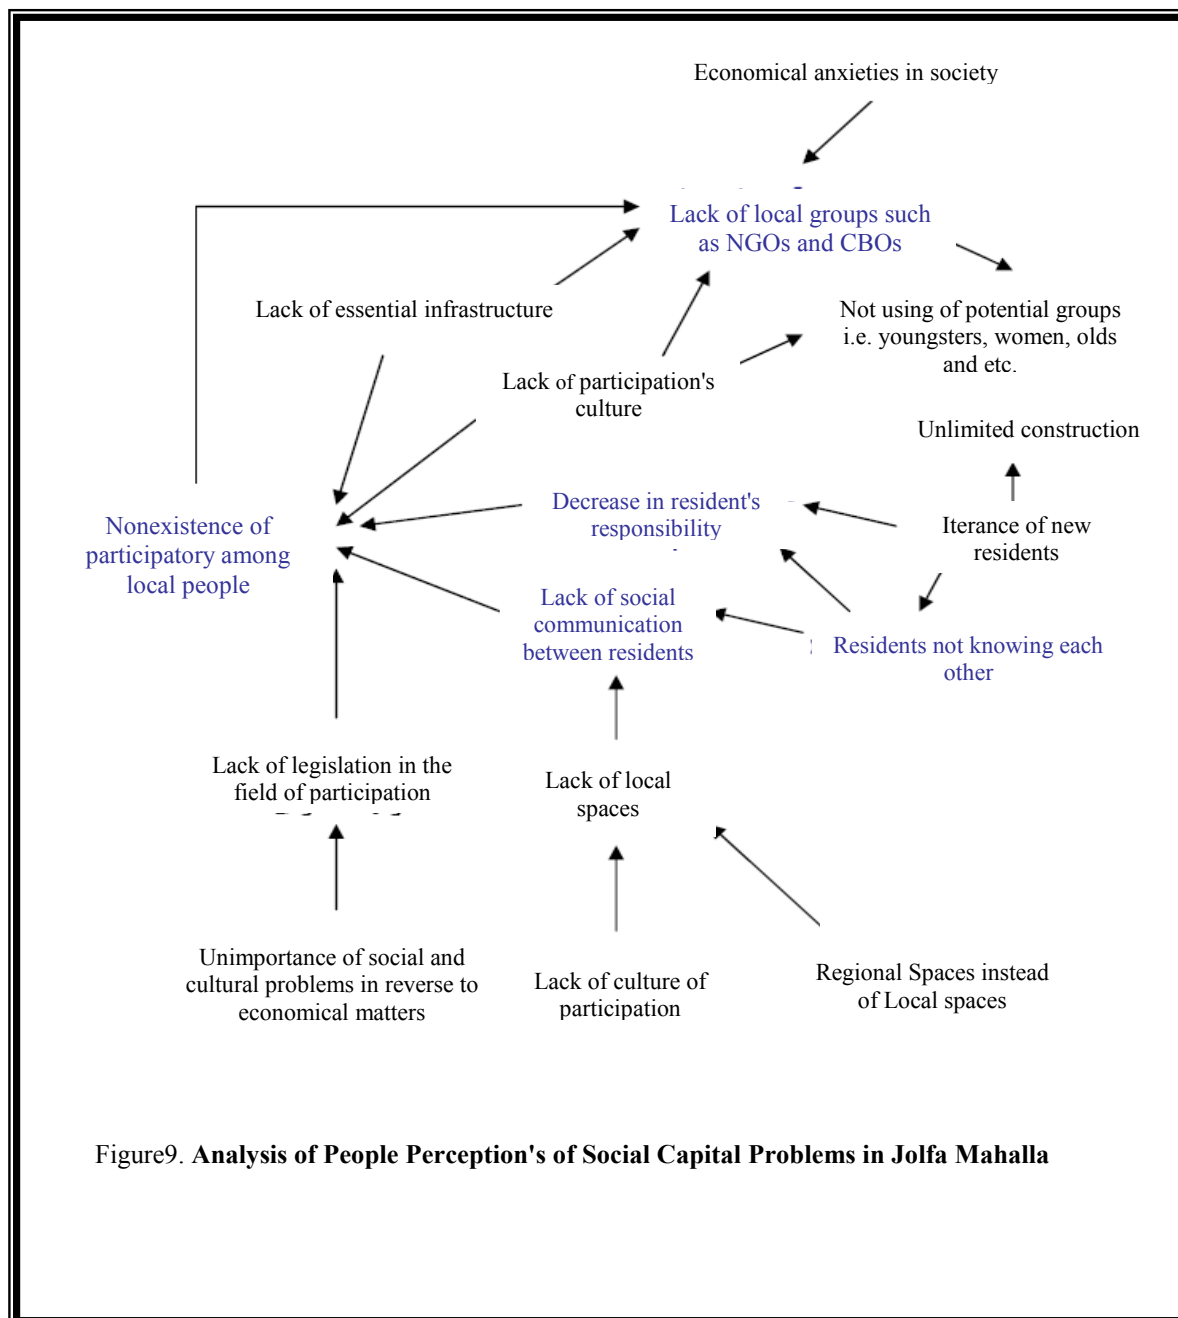 Economical anxieties in society
Lack of local groups such
as NGOs and CBOs
Lack of essential infrastructure
Not using of potential groups
i.e. youngsters, women, olds
and etc.
Lack of participation's
culture
Unlimited construction
Decrease in resident's
responsibility
Iterance of new
residents
Nonexistence of
participatory among
local people
Lack of social
communication
between residents
Residents not knowing each
other
Lack of legislation in the
field of participation
Lack of local
spaces
Unimportance of social and
cultural problems in reverse to
economical matters
Lack of culture of
participation
Regional Spaces instead
of Local spaces
Figure9. Analysis of People Perception's of Social Capital Problems in Jolfa Mahalla